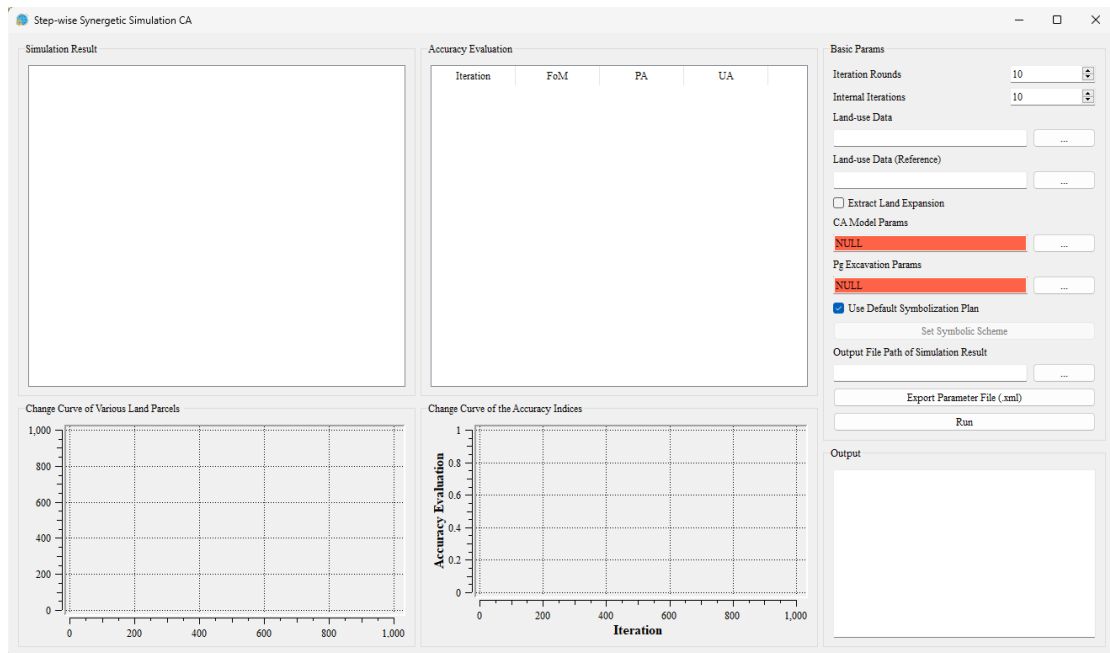 Step-wise Synergetic Simulation CA
Simulation Result
Accuracy Evaluation
Iteration FoM PA UA
Basic Params
Iteration Rounds 10
Internal Iterations 10
Land-use Data
...
Land-use Data (Reference)
...
Extract Land Expansion
CA Model Params
NULL ...
Pg Excavation Params
NULL ...
Use Default Symbolization Plan
Set Symbolic Scheme
Output File Path of Simulation Result
...
Export Parameter File (.xml)
Run
Change Curve of Various Land Parcels
1,000
800
600
400
200
0
0 200 400 600 800 1,000
Change Curve of the Accuracy Indices
Accuracy Evaluation
1
0.8
0.6
0.4
0.2
0
0 200 400 600 800 1,000
Iteration
Output